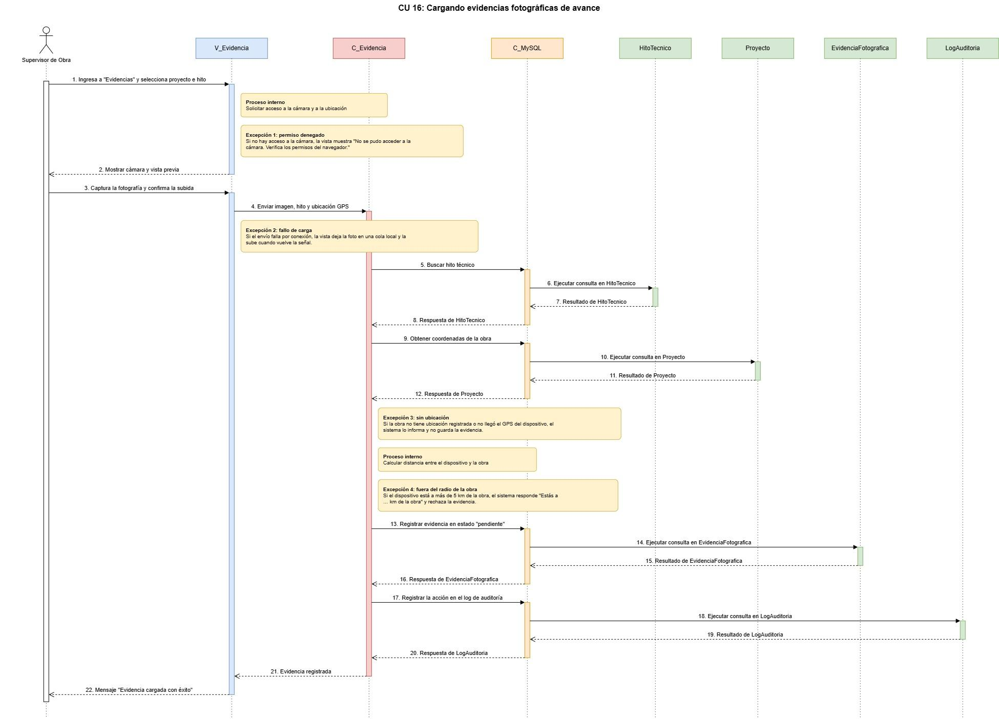 CU 16: Cargando evidencias fotográficas de avance
Supervisor de Obra
V_Evidencia
C_Evidencia
C_MySQL
HitoTecnico
Proyecto
EvidenciaFotografica
LogAuditoria
1. Ingresa a "Evidencias" y selecciona proyecto e hito
Proceso interno
Solicitar acceso a la cámara y a la ubicación
Excepción 1: permiso denegado
Si no hay acceso a la cámara, la vista muestra "No se pudo acceder a la
cámara. Verifica los permisos del navegador."
2. Mostrar cámara y vista previa
3. Captura la fotografía y confirma la subida
4. Enviar imagen, hito y ubicación GPS
Excepción 2: fallo de carga
Si el envío falla por conexión, la vista deja la foto en una cola local y la
sube cuando vuelve la señal.
5. Buscar hito técnico
6. Ejecutar consulta en HitoTecnico
7. Resultado de HitoTecnico
8. Respuesta de HitoTecnico
9. Obtener coordenadas de la obra
10. Ejecutar consulta en Proyecto
11. Resultado de Proyecto
12. Respuesta de Proyecto
Excepción 3: sin ubicación
Si la obra no tiene ubicación registrada o no llegó el GPS del dispositivo, el
sistema lo informa y no guarda la evidencia.
Proceso interno
Calcular distancia entre el dispositivo y la obra
Excepción 4: fuera del radio de la obra
Si el dispositivo está a más de 5 km de la obra, el sistema responde "Estás a
... km de la obra" y rechaza la evidencia.
13. Registrar evidencia en estado "pendiente"
14. Ejecutar consulta en EvidenciaFotografica
15. Resultado de EvidenciaFotografica
16. Respuesta de EvidenciaFotografica
17. Registrar la acción en el log de auditoría
18. Ejecutar consulta en LogAuditoria
19. Resultado de LogAuditoria
20. Respuesta de LogAuditoria
21. Evidencia registrada
22. Mensaje "Evidencia cargada con éxito"